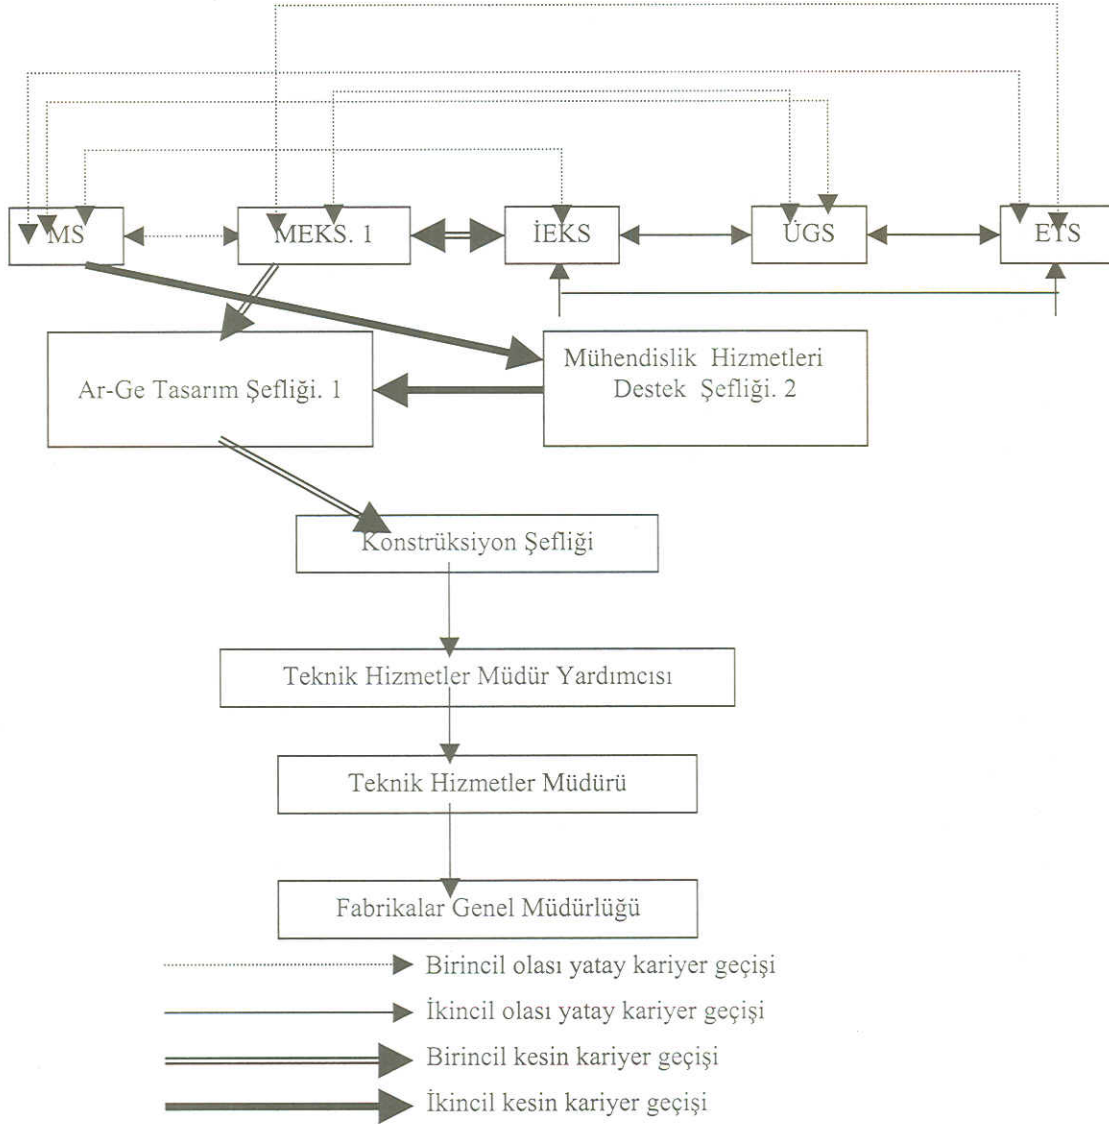 MS
MEKS. 1
İEKS
ÜGS
ETS
Ar-Ge Tasarım Şefliği. 1
Mühendislik Hizmetleri
Destek Şefliği. 2
Konstrüksiyon Şefliği
Teknik Hizmetler Müdür Yardımcısı
Teknik Hizmetler Müdürü
Fabrikalar Genel Müdürlüğü
Birincil olası yatay kariyer geçişi
İkincil olası yatay kariyer geçişi
Birincil kesin kariyer geçişi
İkincil kesin kariyer geçişi